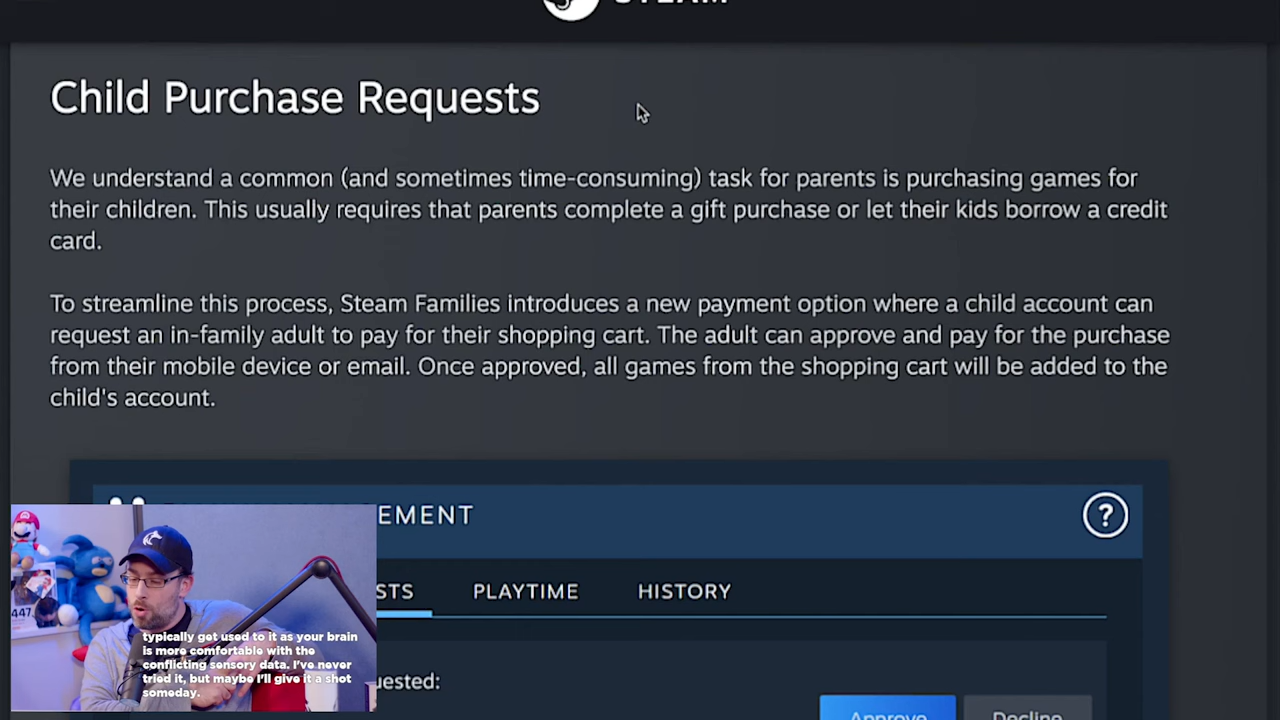 STEAM
Child Purchase Requests
We understand a common (and sometimes time-consuming) task for parents is purchasing games for
their children. This usually requires that parents complete a gift purchase or let their kids borrow a credit
card.
To streamline this process, Steam Families introduces a new payment option where a child account can
request an in-family adult to pay for their shopping cart. The adult can approve and pay for the purchase
from their mobile device or email. Once approved, all games from the shopping cart will be added to the
child's account.
EMENT
?
STS PLAYTIME HISTORY
uested:
Approve Decline
447.
typically get used to it as your brain
is more comfortable with the
conflicting sensory data. I've never
tried it, but maybe I'll give it a shot
someday.